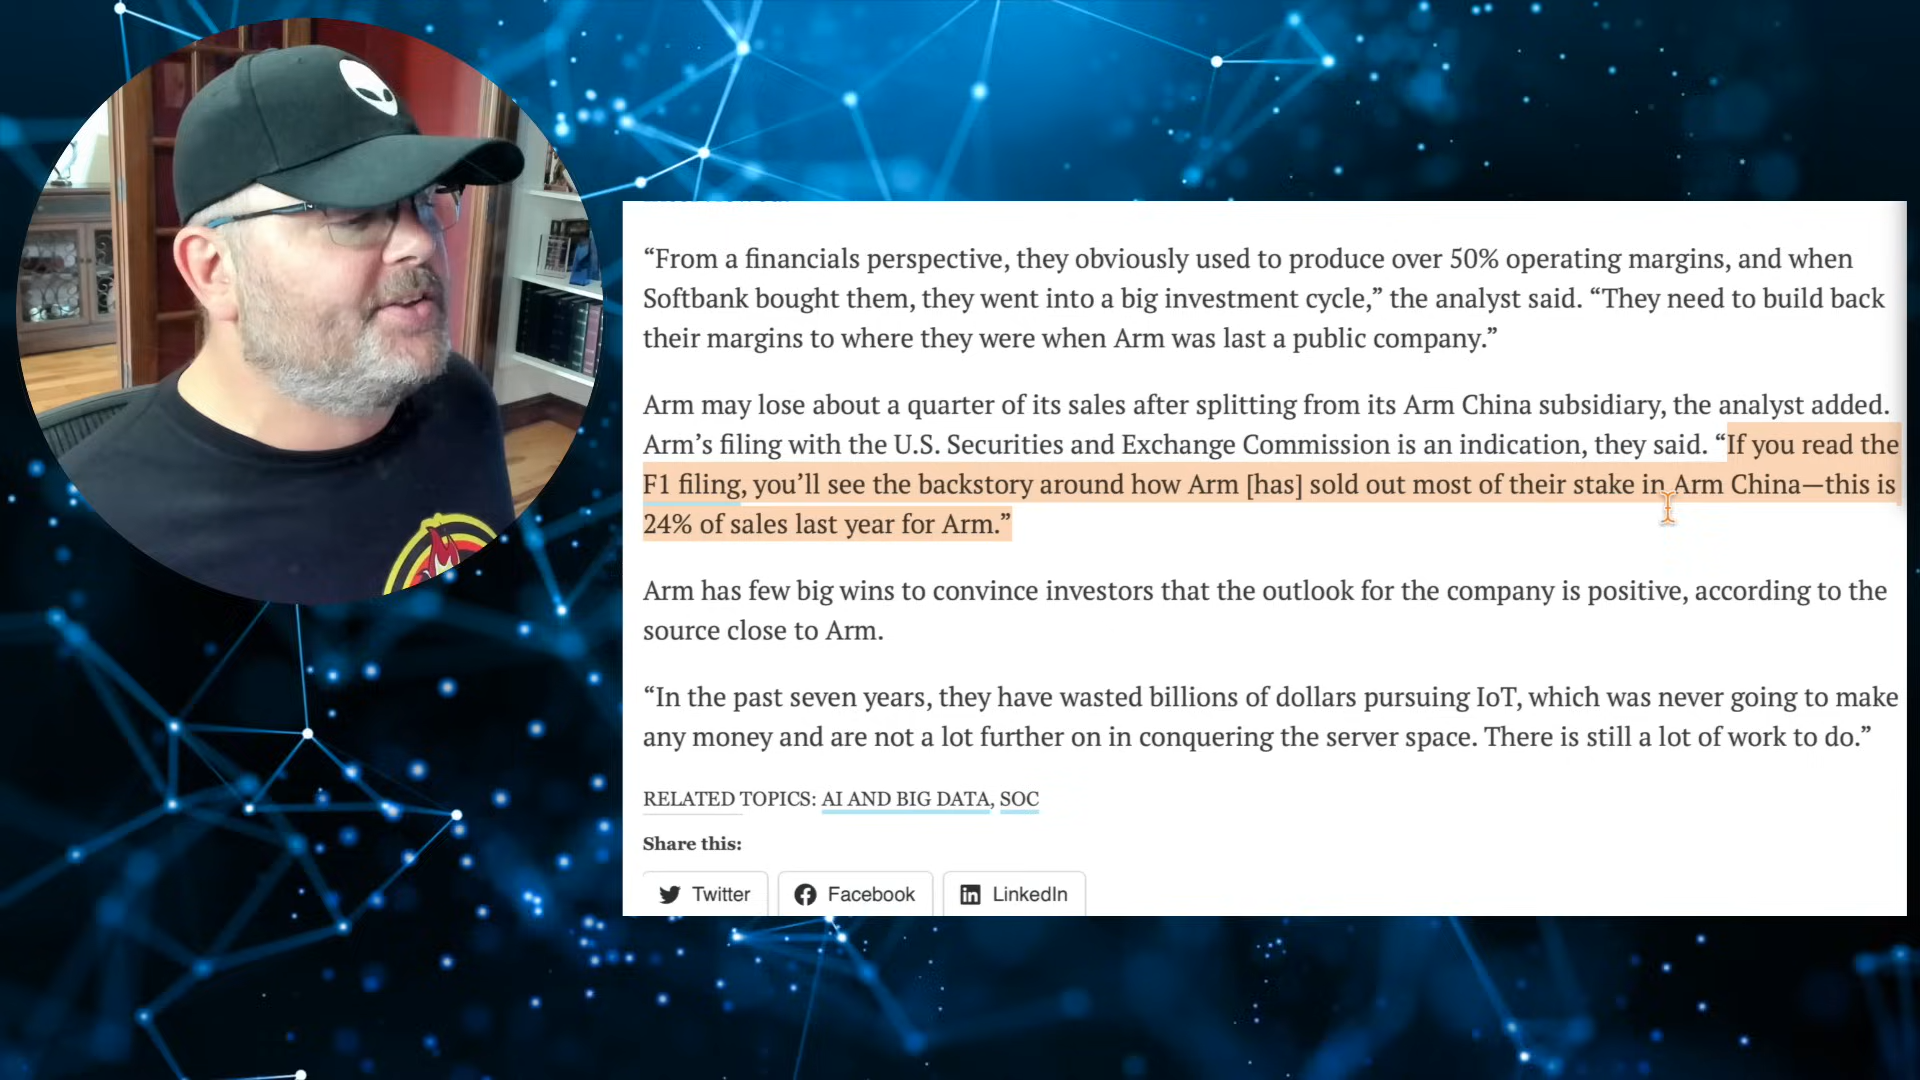 “From a financials perspective, they obviously used to produce over 50% operating margins, and when
Softbank bought them, they went into a big investment cycle,” the analyst said. “They need to build back
their margins to where they were when Arm was last a public company.”
Arm may lose about a quarter of its sales after splitting from its Arm China subsidiary, the analyst added.
Arm’s filing with the U.S. Securities and Exchange Commission is an indication, they said. “If you read the
F1 filing, you’ll see the backstory around how Arm [has] sold out most of their stake in Arm China—this is
24% of sales last year for Arm.”
Arm has few big wins to convince investors that the outlook for the company is positive, according to the
source close to Arm.
“In the past seven years, they have wasted billions of dollars pursuing IoT, which was never going to make
any money and are not a lot further on in conquering the server space. There is still a lot of work to do.”
RELATED TOPICS: AI AND BIG DATA, SOC
Share this:
Twitter Facebook LinkedIn